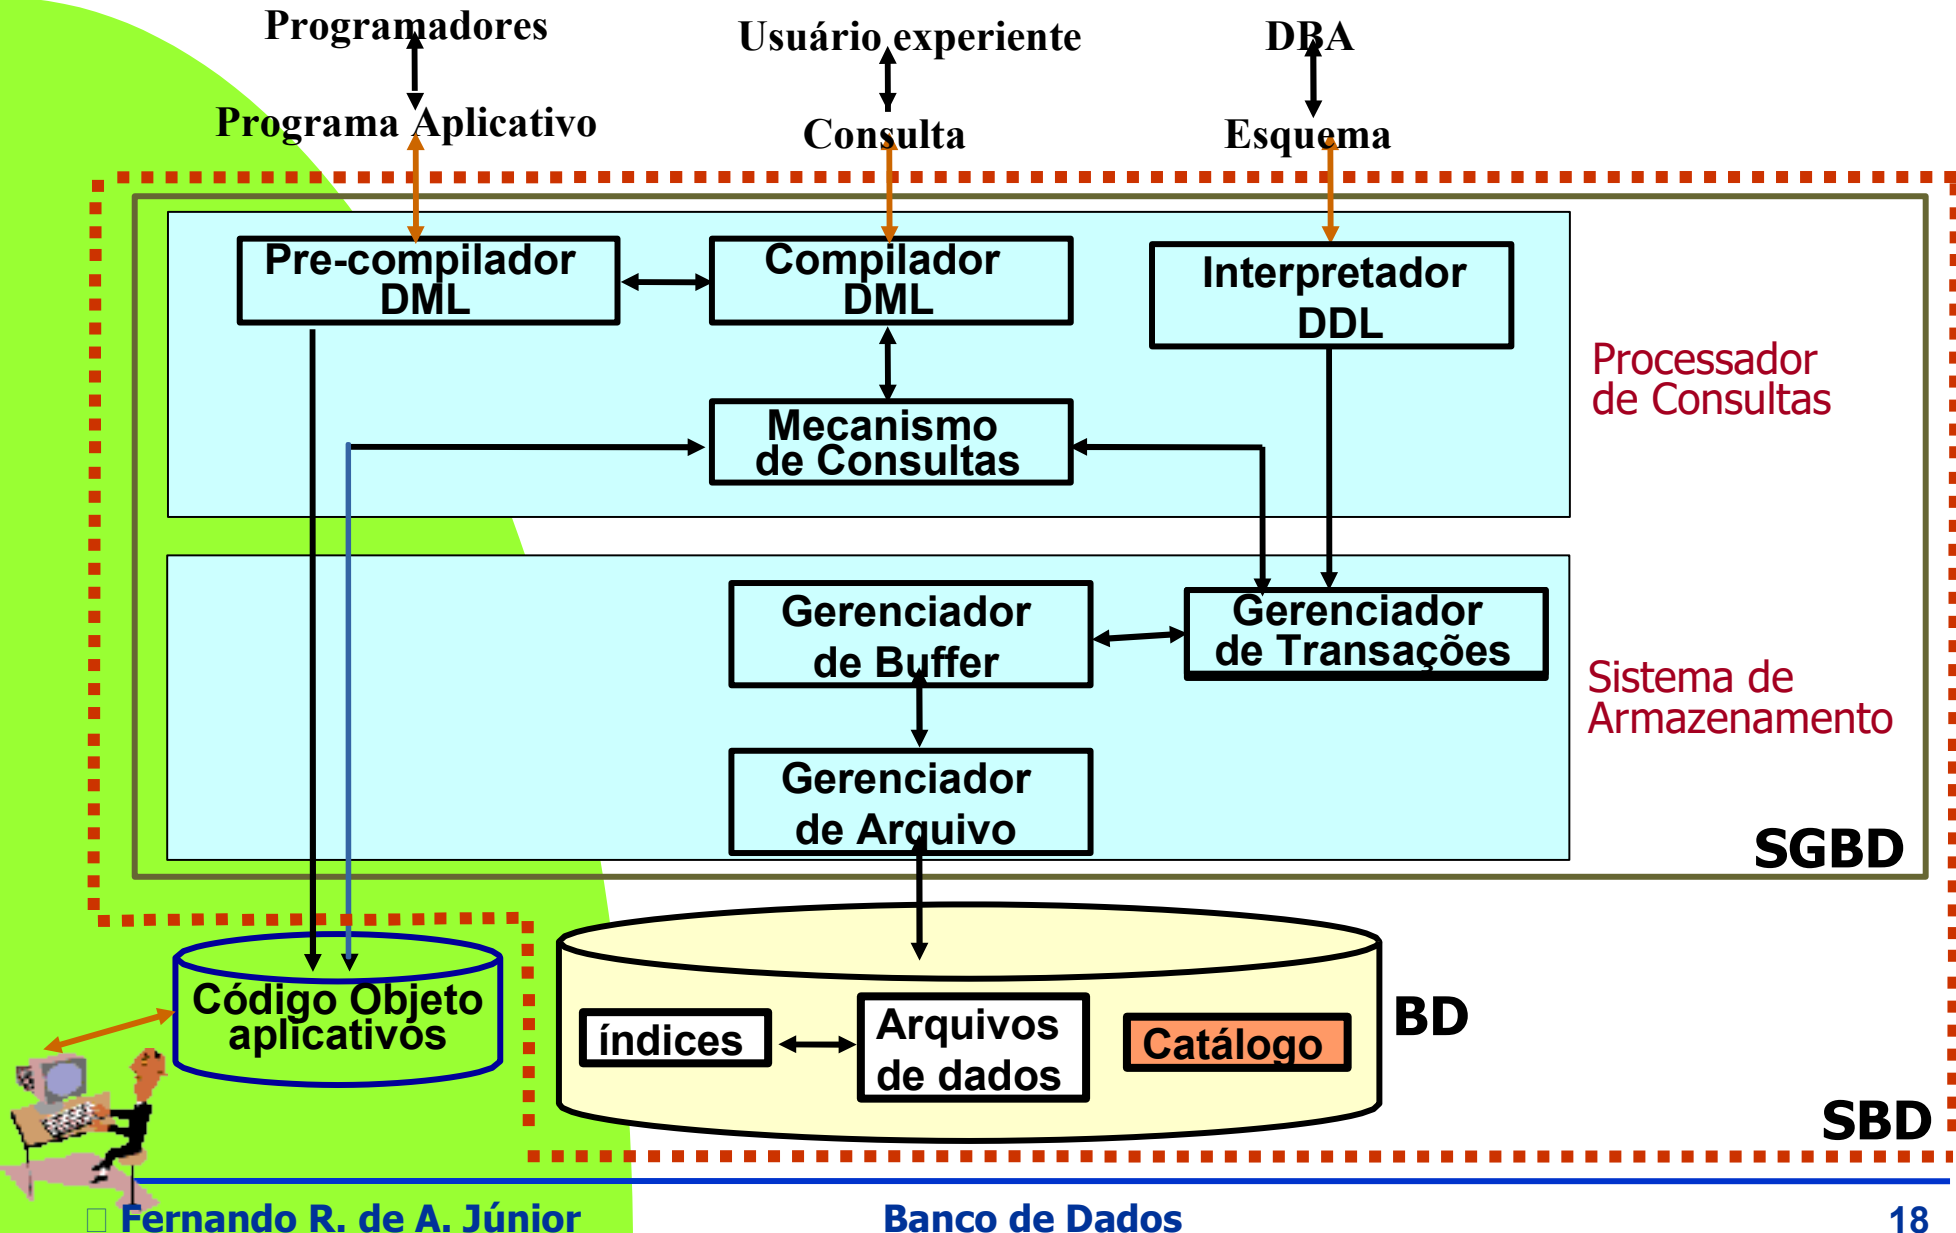 Programadores
Usuário experiente
DBA
Programa Aplicativo
Consulta
Esquema
Pre-compilador
DML
Compilador
DML
Interpretador
DDL
Processador
de Consultas
Mecanismo
de Consultas
Gerenciador
de Buffer
Gerenciador
de Transações
Sistema de
Armazenamento
Gerenciador
de Arquivo
SGBD
Código Objeto
aplicativos
índices
Arquivos
de dados
Catálogo
BD
SBD
Fernando R. de A. Júnior
Banco de Dados
18